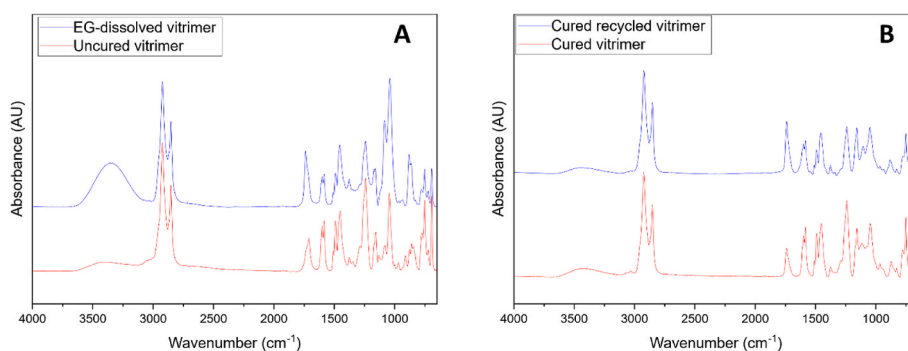 EG-dissolved vitrimer
Uncured vitrimer
A
Absorbance (AU)
4000 3500 3000 2500 2000 1500 1000
Wavenumber (cm⁻¹)
Cured recycled vitrimer
Cured vitrimer
B
Absorbance (AU)
4000 3500 3000 2500 2000 1500 1000
Wavenumber (cm⁻¹)